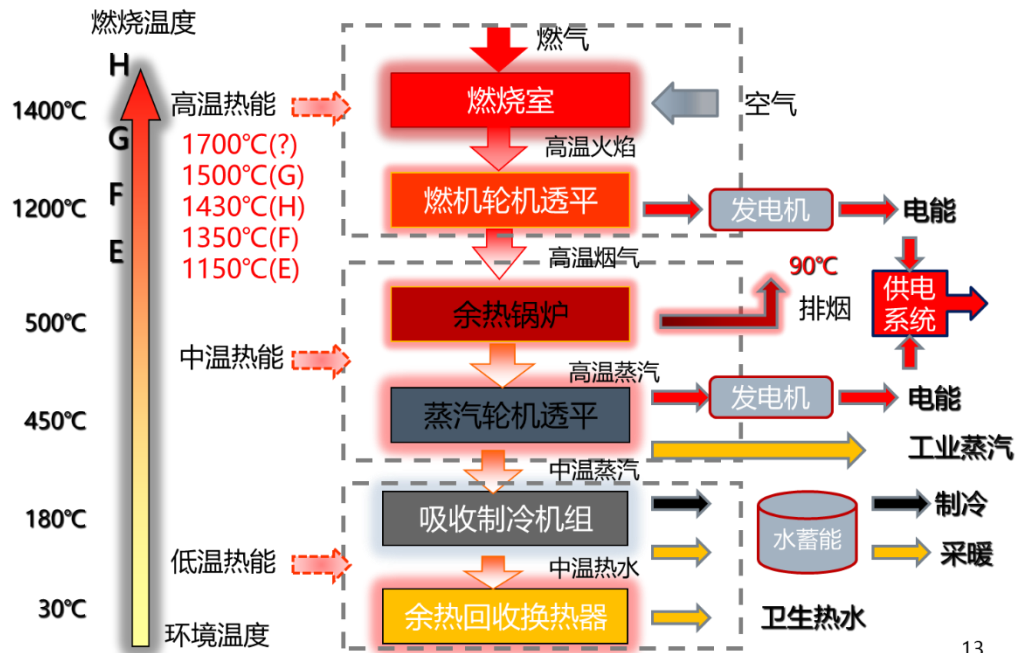 燃烧温度
H
1400℃
G
F
1200℃
E
500℃
450℃
180℃
30℃
环境温度
高温热能
1700℃(?)
1500℃(G)
1430℃(H)
1350℃(F)
1150℃(E)
中温热能
低温热能
燃气
燃烧室
空气
高温火焰
燃机轮机透平
发电机
电能
高温烟气
90℃
排烟
供电
系统
余热锅炉
高温蒸汽
蒸汽轮机透平
发电机
电能
工业蒸汽
中温蒸汽
吸收制冷机组
水蓄能
制冷
采暖
中温热水
余热回收换热器
卫生热水
13